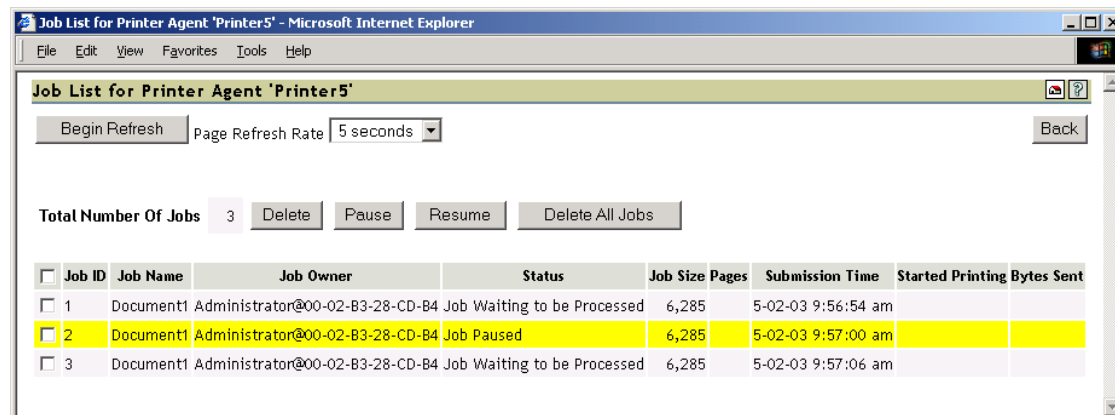 Job List for Printer Agent 'Printer5' - Microsoft Internet Explorer
File Edit View Favorites Tools Help
Job List for Printer Agent 'Printer5' ?
Begin Refresh Page Refresh Rate 5 seconds Back
Total Number Of Jobs 3 Delete Pause Resume Delete All Jobs
Job ID Job Name Job Owner Status Job Size Pages Submission Time Started Printing Bytes Sent
1 Document1 Administrator@00-02-B3-28-CD-B4 Job Waiting to be Processed 6,285 5-02-03 9:56:54 am
2 Document1 Administrator@00-02-B3-28-CD-B4 Job Paused 6,285 5-02-03 9:57:00 am
3 Document1 Administrator@00-02-B3-28-CD-B4 Job Waiting to be Processed 6,285 5-02-03 9:57:06 am